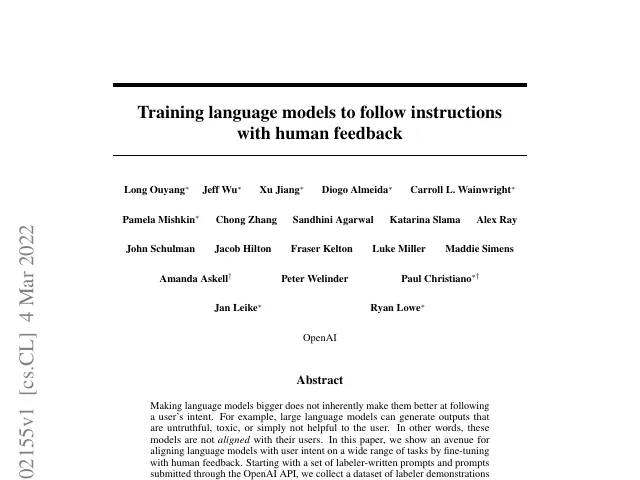 Training language models to follow instructions
with human feedback
Long Ouyang* Jeff Wu* Xu Jiang* Diogo Almeida* Carroll L. Wainwright*
Pamela Mishkin* Chong Zhang Sandhini Agarwal Katarina Slama Alex Ray
John Schulman Jacob Hilton Fraser Kelton Luke Miller Maddie Simens
Amanda Askell† Peter Welinder Paul Christiano*†
Jan Leike* Ryan Lowe*
OpenAI
Abstract
Making language models bigger does not inherently make them better at following
a user's intent. For example, large language models can generate outputs that
are untruthful, toxic, or simply not helpful to the user. In other words, these
models are not aligned with their users. In this paper, we show an avenue for
aligning language models with user intent on a wide range of tasks by fine-tuning
with human feedback. Starting with a set of labeler-written prompts and prompts
submitted through the OpenAI API, we collect a dataset of labeler demonstrations
02155v1 [cs.CL] 4 Mar 2022